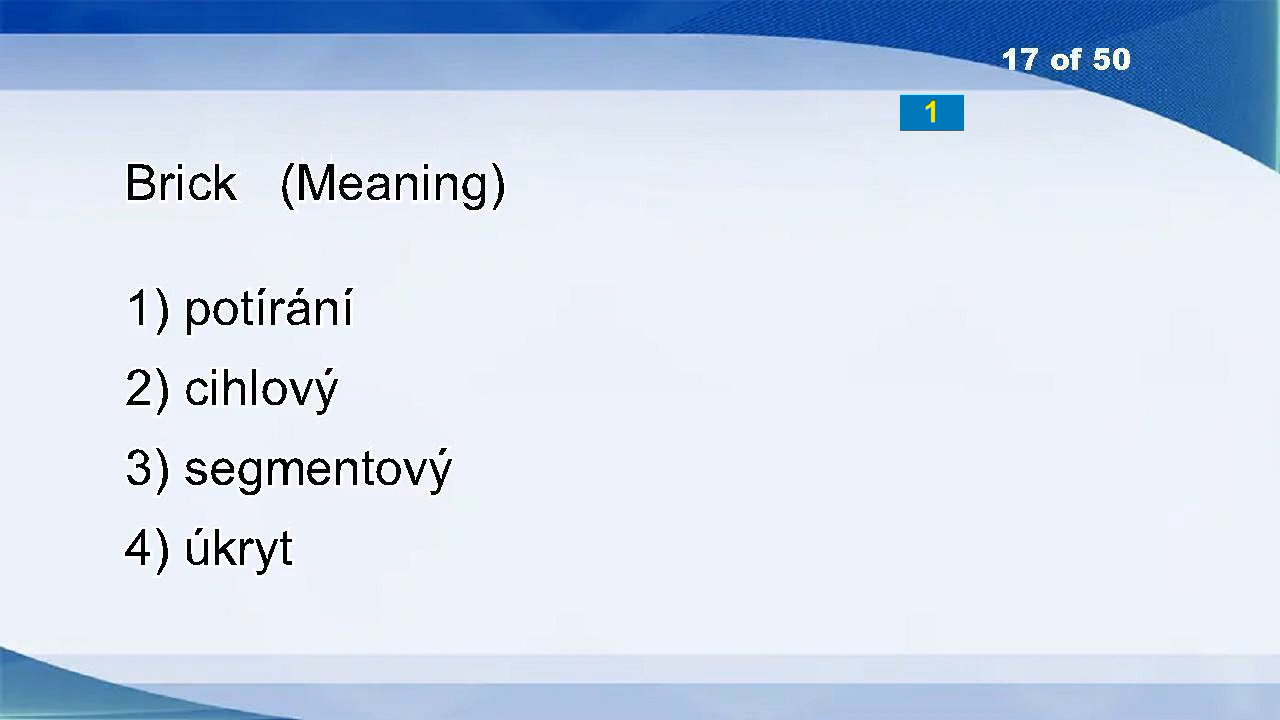 17 of 50
1
Brick (Meaning)
1) potírání
2) cihlový
3) segmentový
4) úkryt